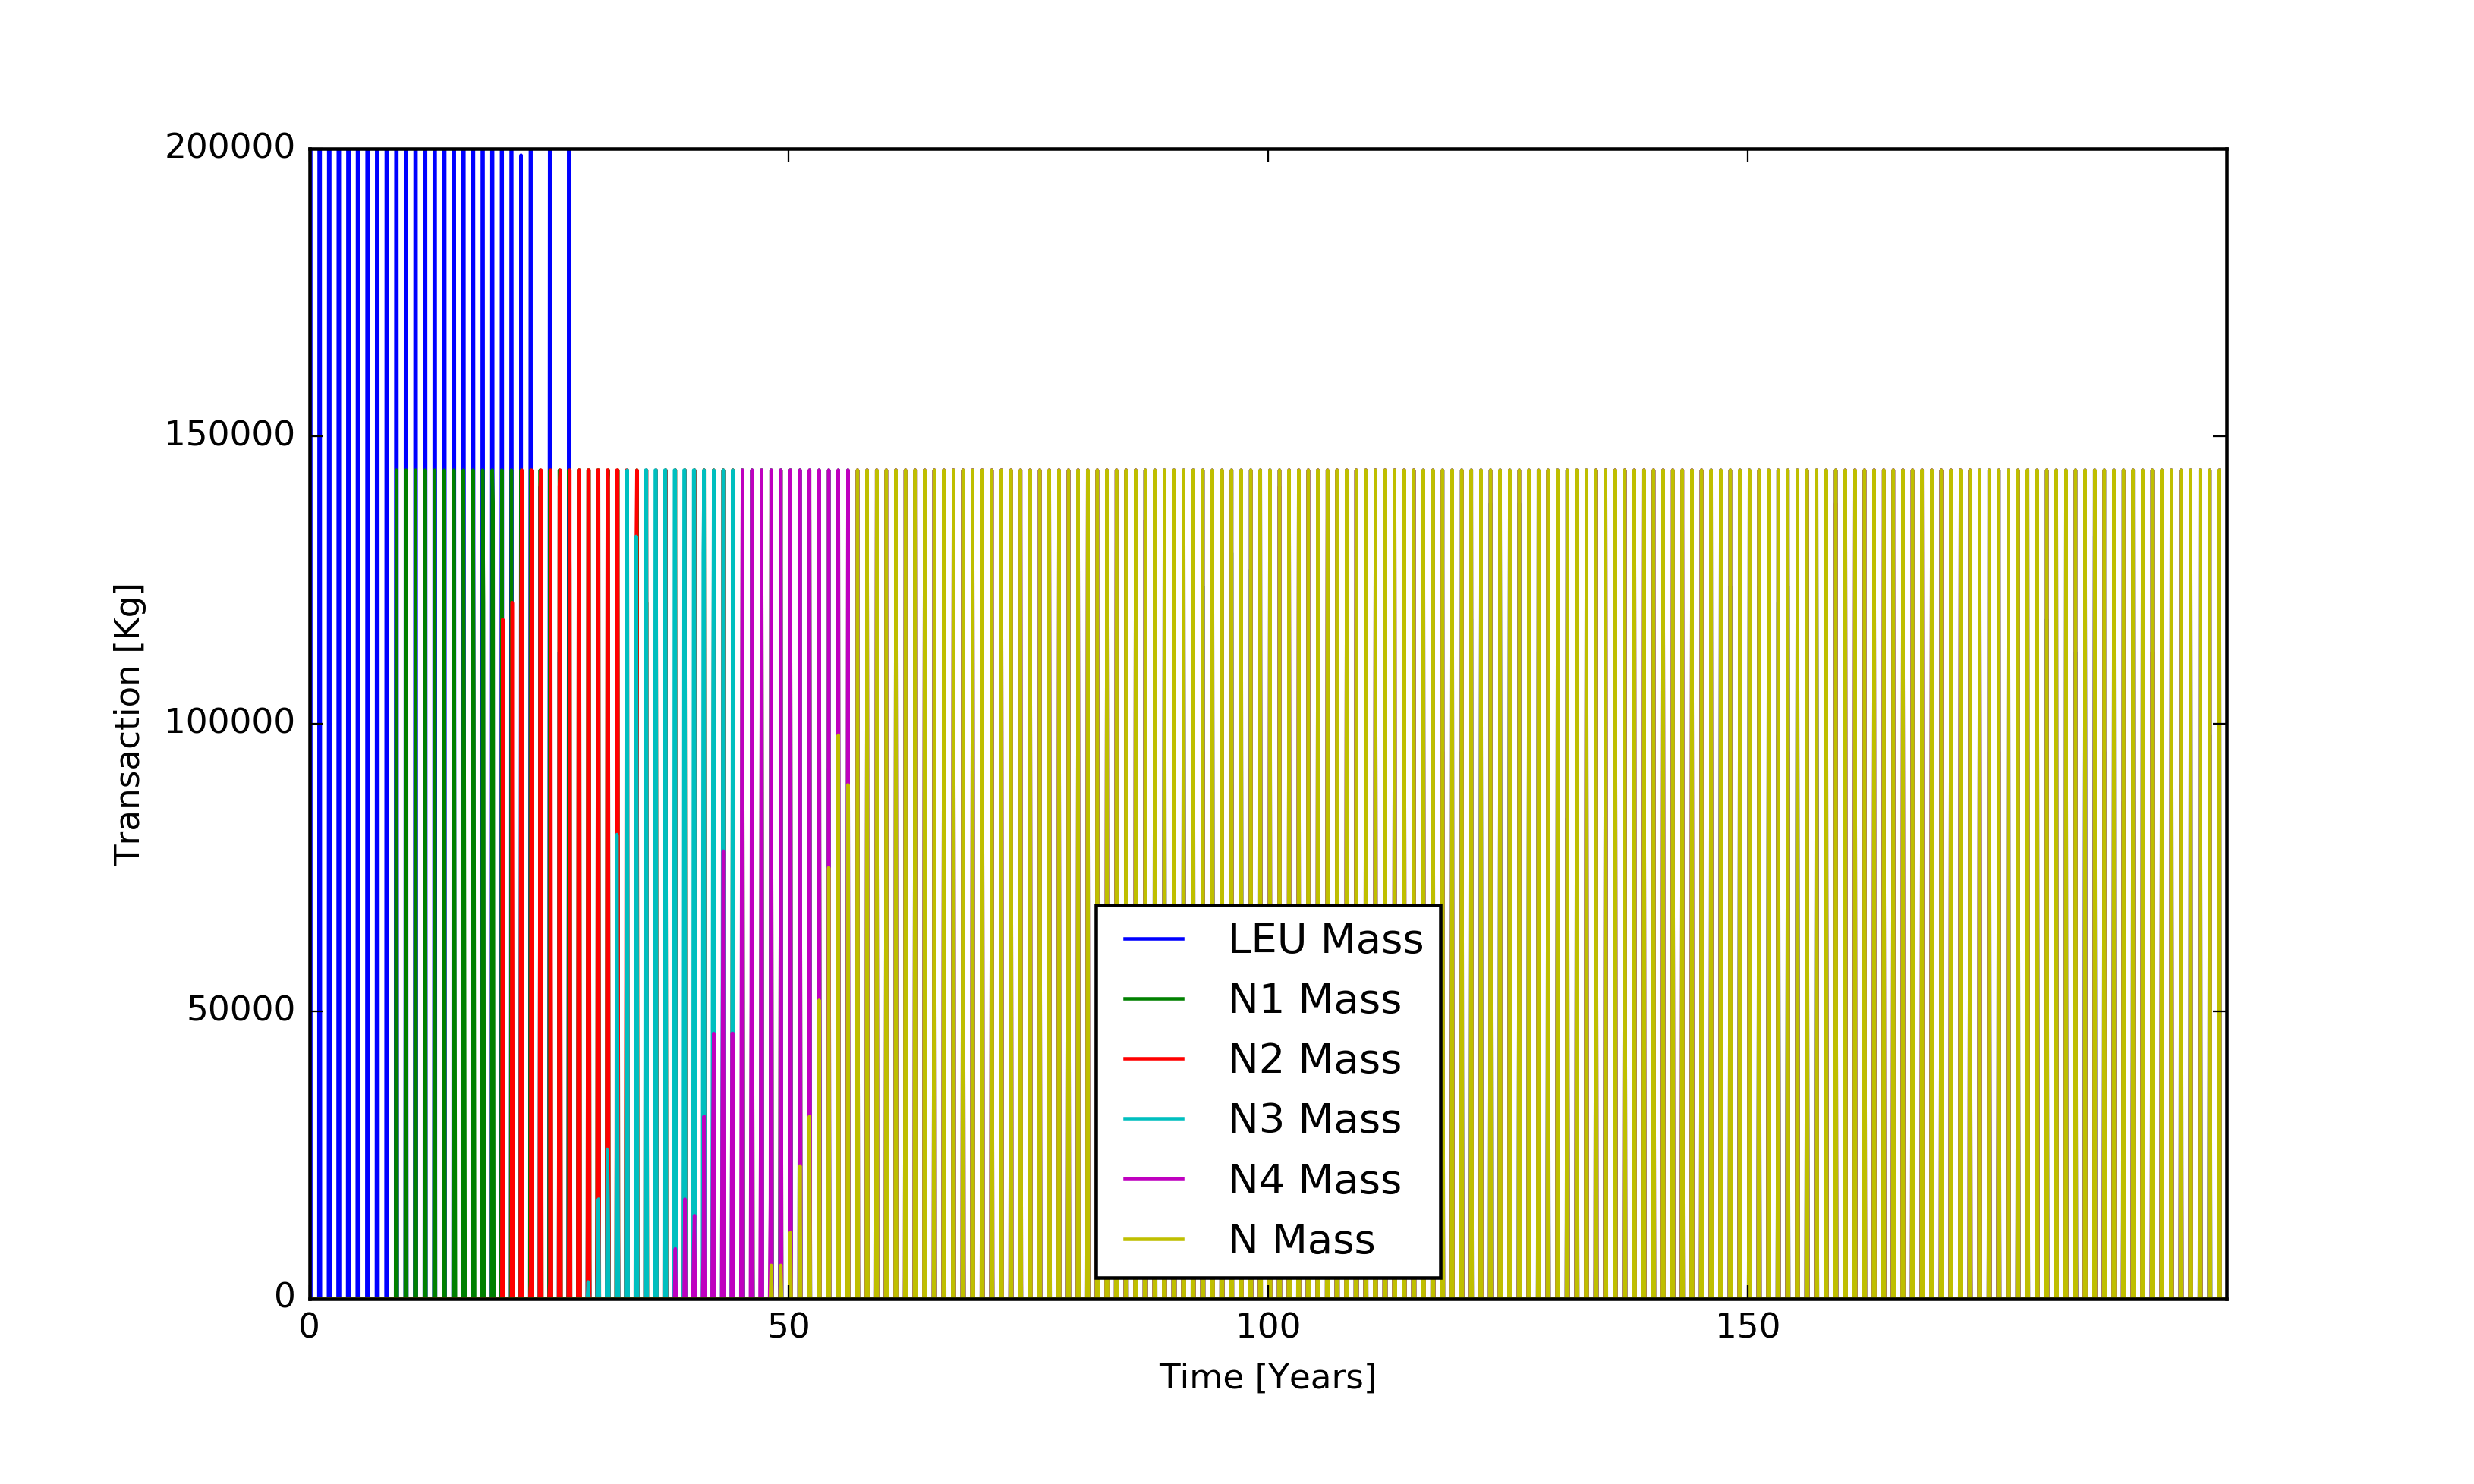 200000
150000
100000
50000
0
Transaction [Kg]
0 50 100 150
Time [Years]
LEU Mass
N1 Mass
N2 Mass
N3 Mass
N4 Mass
N Mass